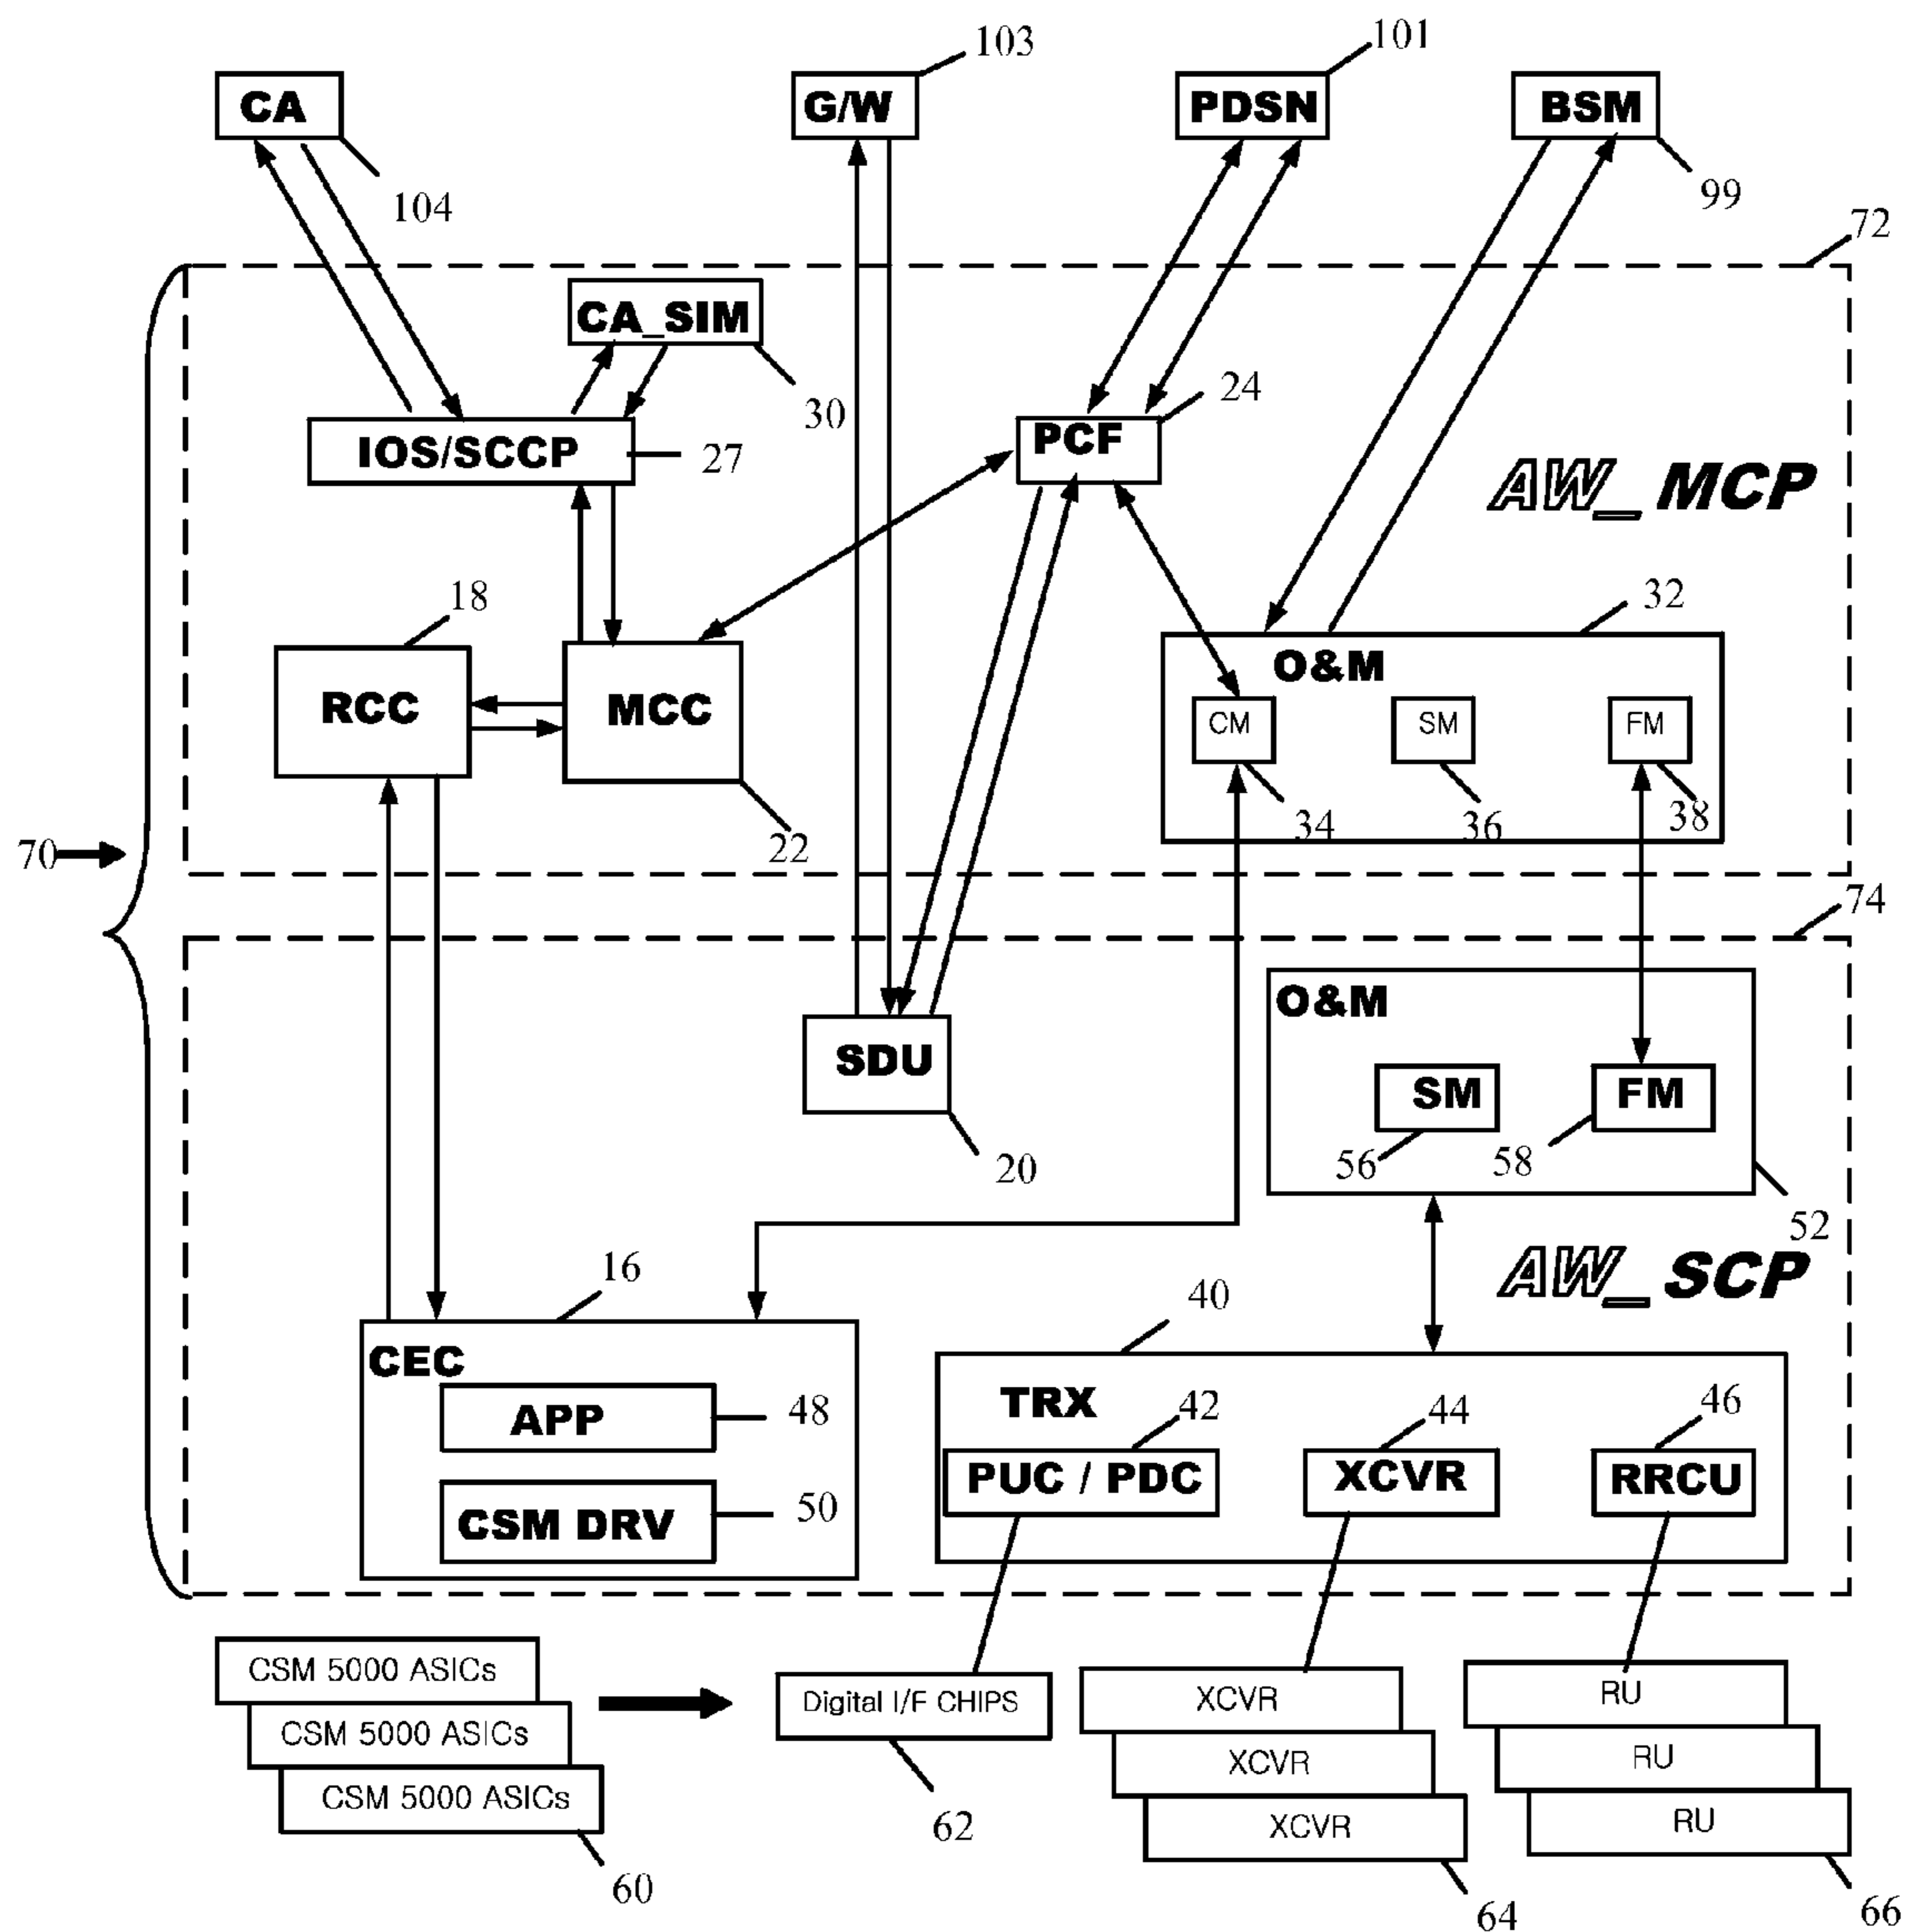 103
101
CA
G/W
PDSN
BSM
104
99
72
CA_SIM
30
24
IOS/SCCP
27
PCF
AW_MCP
18
32
RCC
MCC
O&M
CM
SM
FM
34
36
38
22
70
74
O&M
SDU
SM
FM
56
58
20
52
16
AW_SCP
40
CEC
APP
48
TRX
42
44
46
PUC / PDC
XCVR
RRCU
CSM DRV
50
CSM 5000 ASICs
CSM 5000 ASICs
CSM 5000 ASICs
Digital I/F CHIPS
XCVR
XCVR
XCVR
RU
RU
RU
62
60
64
66